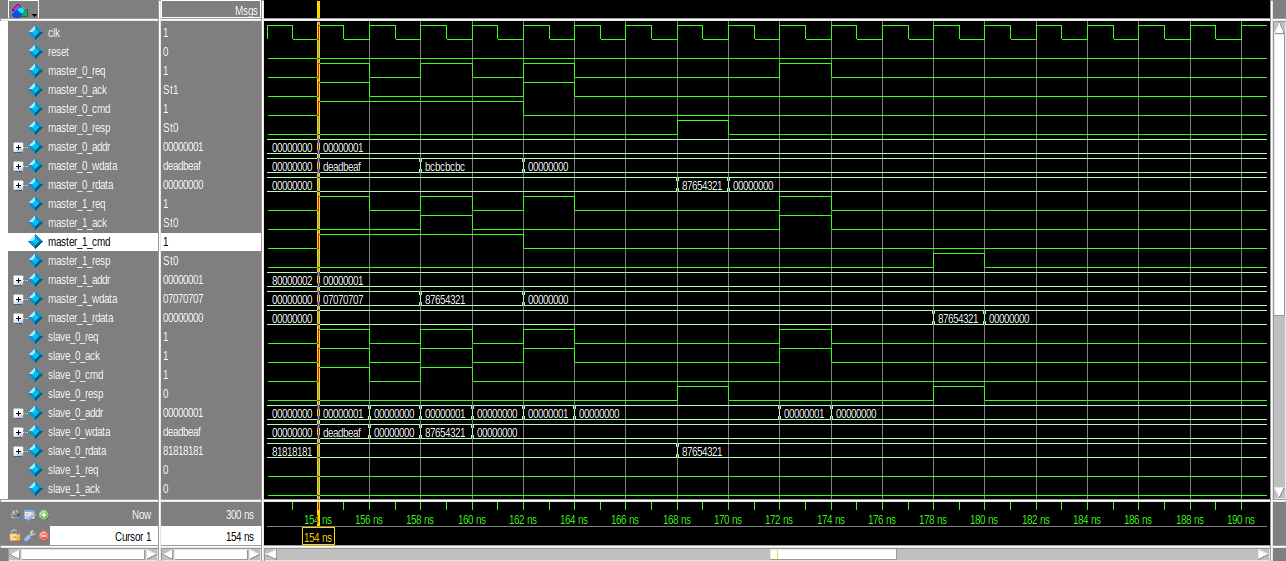 Msgs
clk 1
reset 0
master_0_req 1
master_0_ack St1
master_0_cmd 1
master_0_resp St0
master_0_addr 00000001 00000000 00000001
master_0_wdata deadbeaf 00000000 deadbeaf bcbcbcbc 00000000
master_0_rdata 00000000 00000000 87654321 00000000
master_1_req 1
master_1_ack St0
master_1_cmd 1
master_1_resp St0
master_1_addr 00000001 80000002 00000001
master_1_wdata 07070707 00000000 07070707 87654321 00000000
master_1_rdata 00000000 00000000 87654321 00000000
slave_0_req 1
slave_0_ack 1
slave_0_cmd 1
slave_0_resp 0
slave_0_addr 00000001 00000000 00000001 00000000 00000001 00000000 00000001 00000000 00000001 00000000
slave_0_wdata deadbeaf 00000000 deadbeaf 00000000 87654321 00000000
slave_0_rdata 81818181 81818181 87654321
slave_1_req 0
slave_1_ack 0
Now 300 ns 154 ns 156 ns 158 ns 160 ns 162 ns 164 ns 166 ns 168 ns 170 ns 172 ns 174 ns 176 ns 178 ns 180 ns 182 ns 184 ns 186 ns 188 ns 190 ns
Cursor 1 154 ns 154 ns